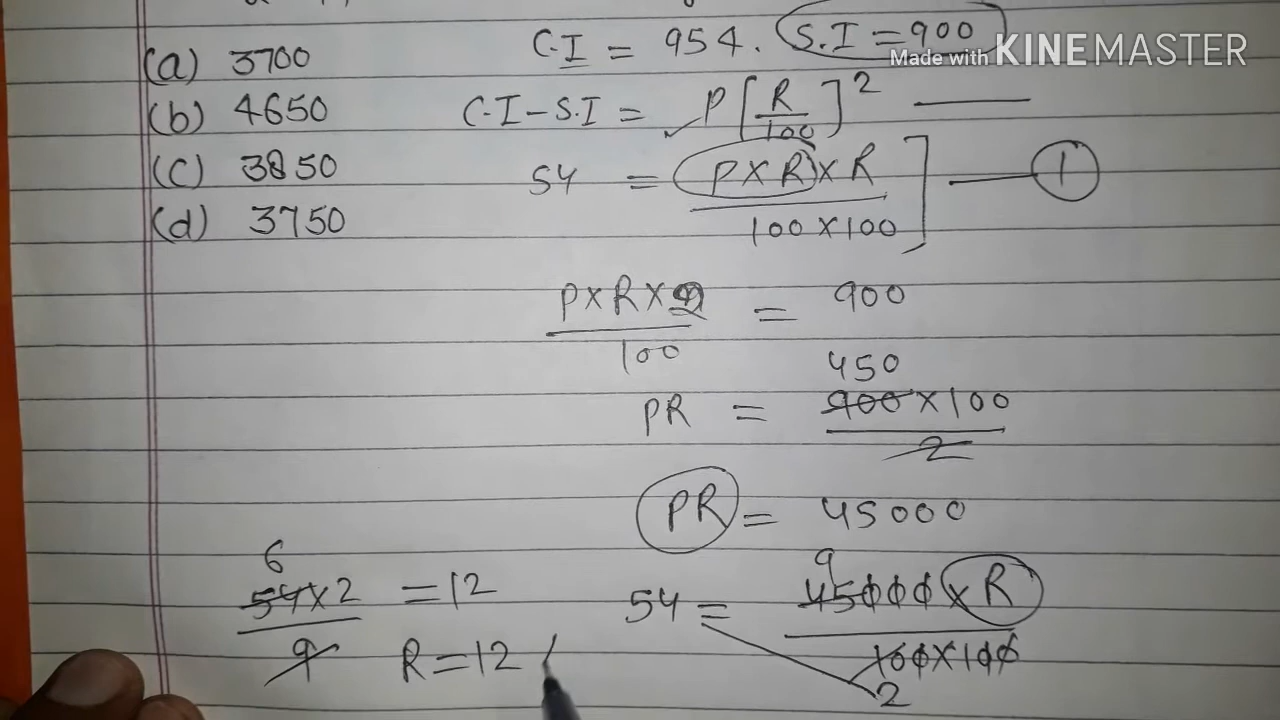 C.I = 954. S.I = 900
Made with KINEMASTER
(a) 3700
(b) 4650
(c) 3850
(d) 3750
C.I - S.I = P[R/100]²
54 = P×R×R/100×100] — 1
P×R×2/100 = 900
450
PR = 900×100/2
PR = 45000
6
54×2/9 = 12
R = 12
9
54 = 45000×R/100×100
2